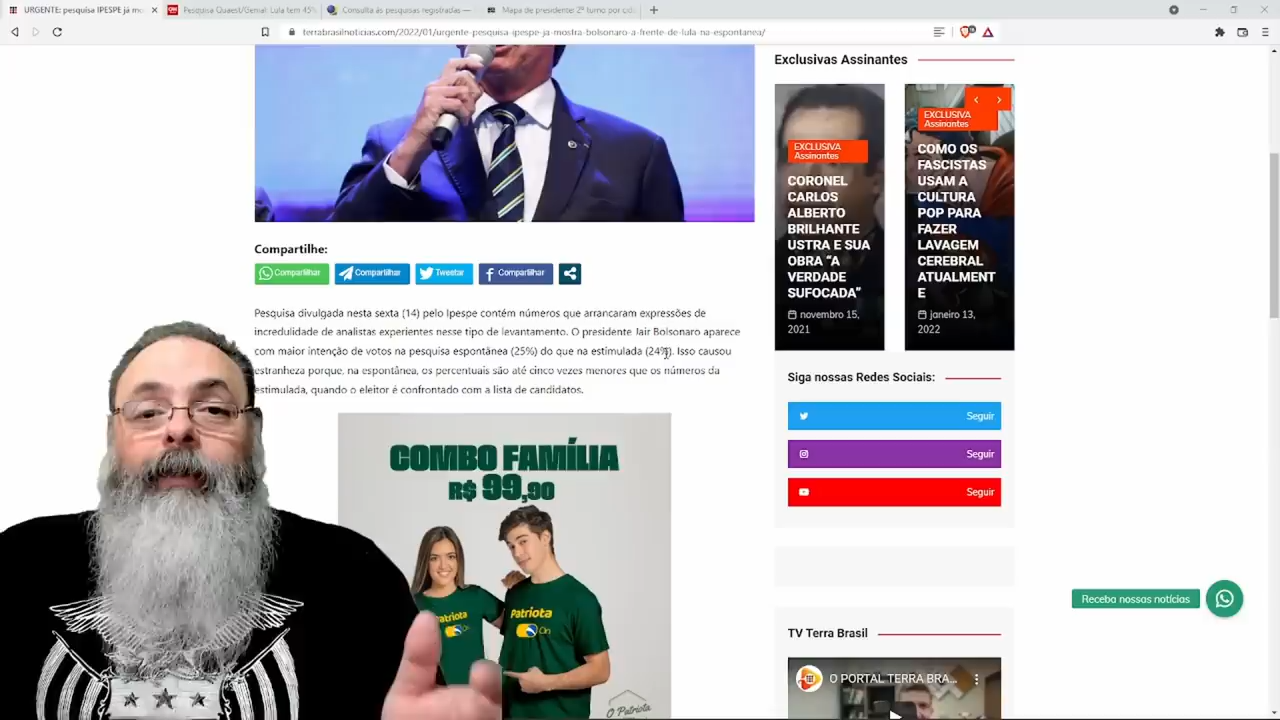 URGENTE: pesquisa IPESPE já mo
Pesquisa Quaest/Genial: Lula tem 45%
Consulta às pesquisas registradas —
Mapa de presidente: 2º turno por cid
terrabrasilnoticias.com/2022/01/urgente-pesquisa-ipespe-ja-mostra-bolsonaro-a-frente-de-lula-na-espontanea/
Compartilhe:
Compartilhar
Compartilhar
Tweetar
Compartilhar
Pesquisa divulgada nesta sexta (14) pelo Ipespe contém números que arrancaram expressões de
incredulidade de analistas experientes nesse tipo de levantamento. O presidente Jair Bolsonaro aparece
com maior intenção de votos na pesquisa espontânea (25%) do que na estimulada (24%). Isso causou
estranheza porque, na espontânea, os percentuais são até cinco vezes menores que os números da
estimulada, quando o eleitor é confrontado com a lista de candidatos.
COMBO FAMÍLIA
R$ 99,90
Patriota
On
Patriota
On
O Patriota
Exclusivas Assinantes
EXCLUSIVA
Assinantes
CORONEL
CARLOS
ALBERTO
BRILHANTE
USTRA E SUA
OBRA “A
VERDADE
SUFOCADA”
novembro 15,
2021
EXCLUSIVA
Assinantes
COMO OS
FASCISTAS
USAM A
CULTURA
POP PARA
FAZER
LAVAGEM
CEREBRAL
ATUALMENT
E
janeiro 13,
2022
Siga nossas Redes Sociais:
Seguir
Seguir
Seguir
Receba nossas notícias
TV Terra Brasil
O PORTAL TERRA BRA...